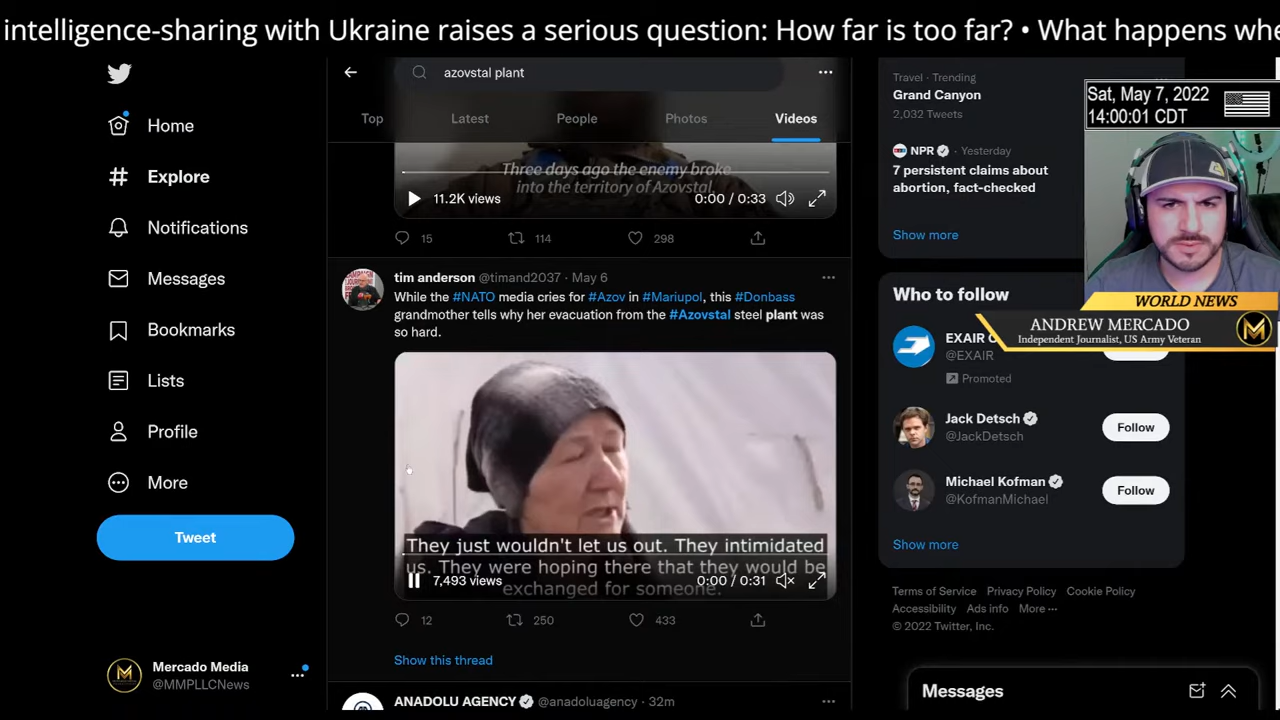 intelligence-sharing with Ukraine raises a serious question: How far is too far? • What happens whe
Home
Explore
Notifications
Messages
Bookmarks
Lists
Profile
More
Tweet
Mercado Media
@MMPLLCNews
azovstal plant
Top Latest People Photos Videos
Three days ago the enemy broke
into the territory of Azovstal,
11.2K views 0:00 / 0:33
15 114 298
tim anderson @timand2037 · May 6
While the #NATO media cries for #Azov in #Mariupol, this #Donbass
grandmother tells why her evacuation from the #Azovstal steel plant was
so hard.
They just wouldn't let us out. They intimidated
us. They were hoping there that they would be
exchanged for someone.
7,493 views 0:00 / 0:31
12 250 433
Show this thread
ANADOLU AGENCY @anadoluagency · 32m
Travel · Trending
Grand Canyon
2,032 Tweets
NPR · Yesterday
7 persistent claims about
abortion, fact-checked
Show more
Who to follow
EXAIR
@EXAIR
Promoted
Jack Detsch
@JackDetsch
Follow
Michael Kofman
@KofmanMichael
Follow
Show more
Terms of Service Privacy Policy Cookie Policy
Accessibility Ads info More ···
© 2022 Twitter, Inc.
Messages
Sat, May 7, 2022
14:00:01 CDT
WORLD NEWS
ANDREW MERCADO
Independent Journalist, US Army Veteran